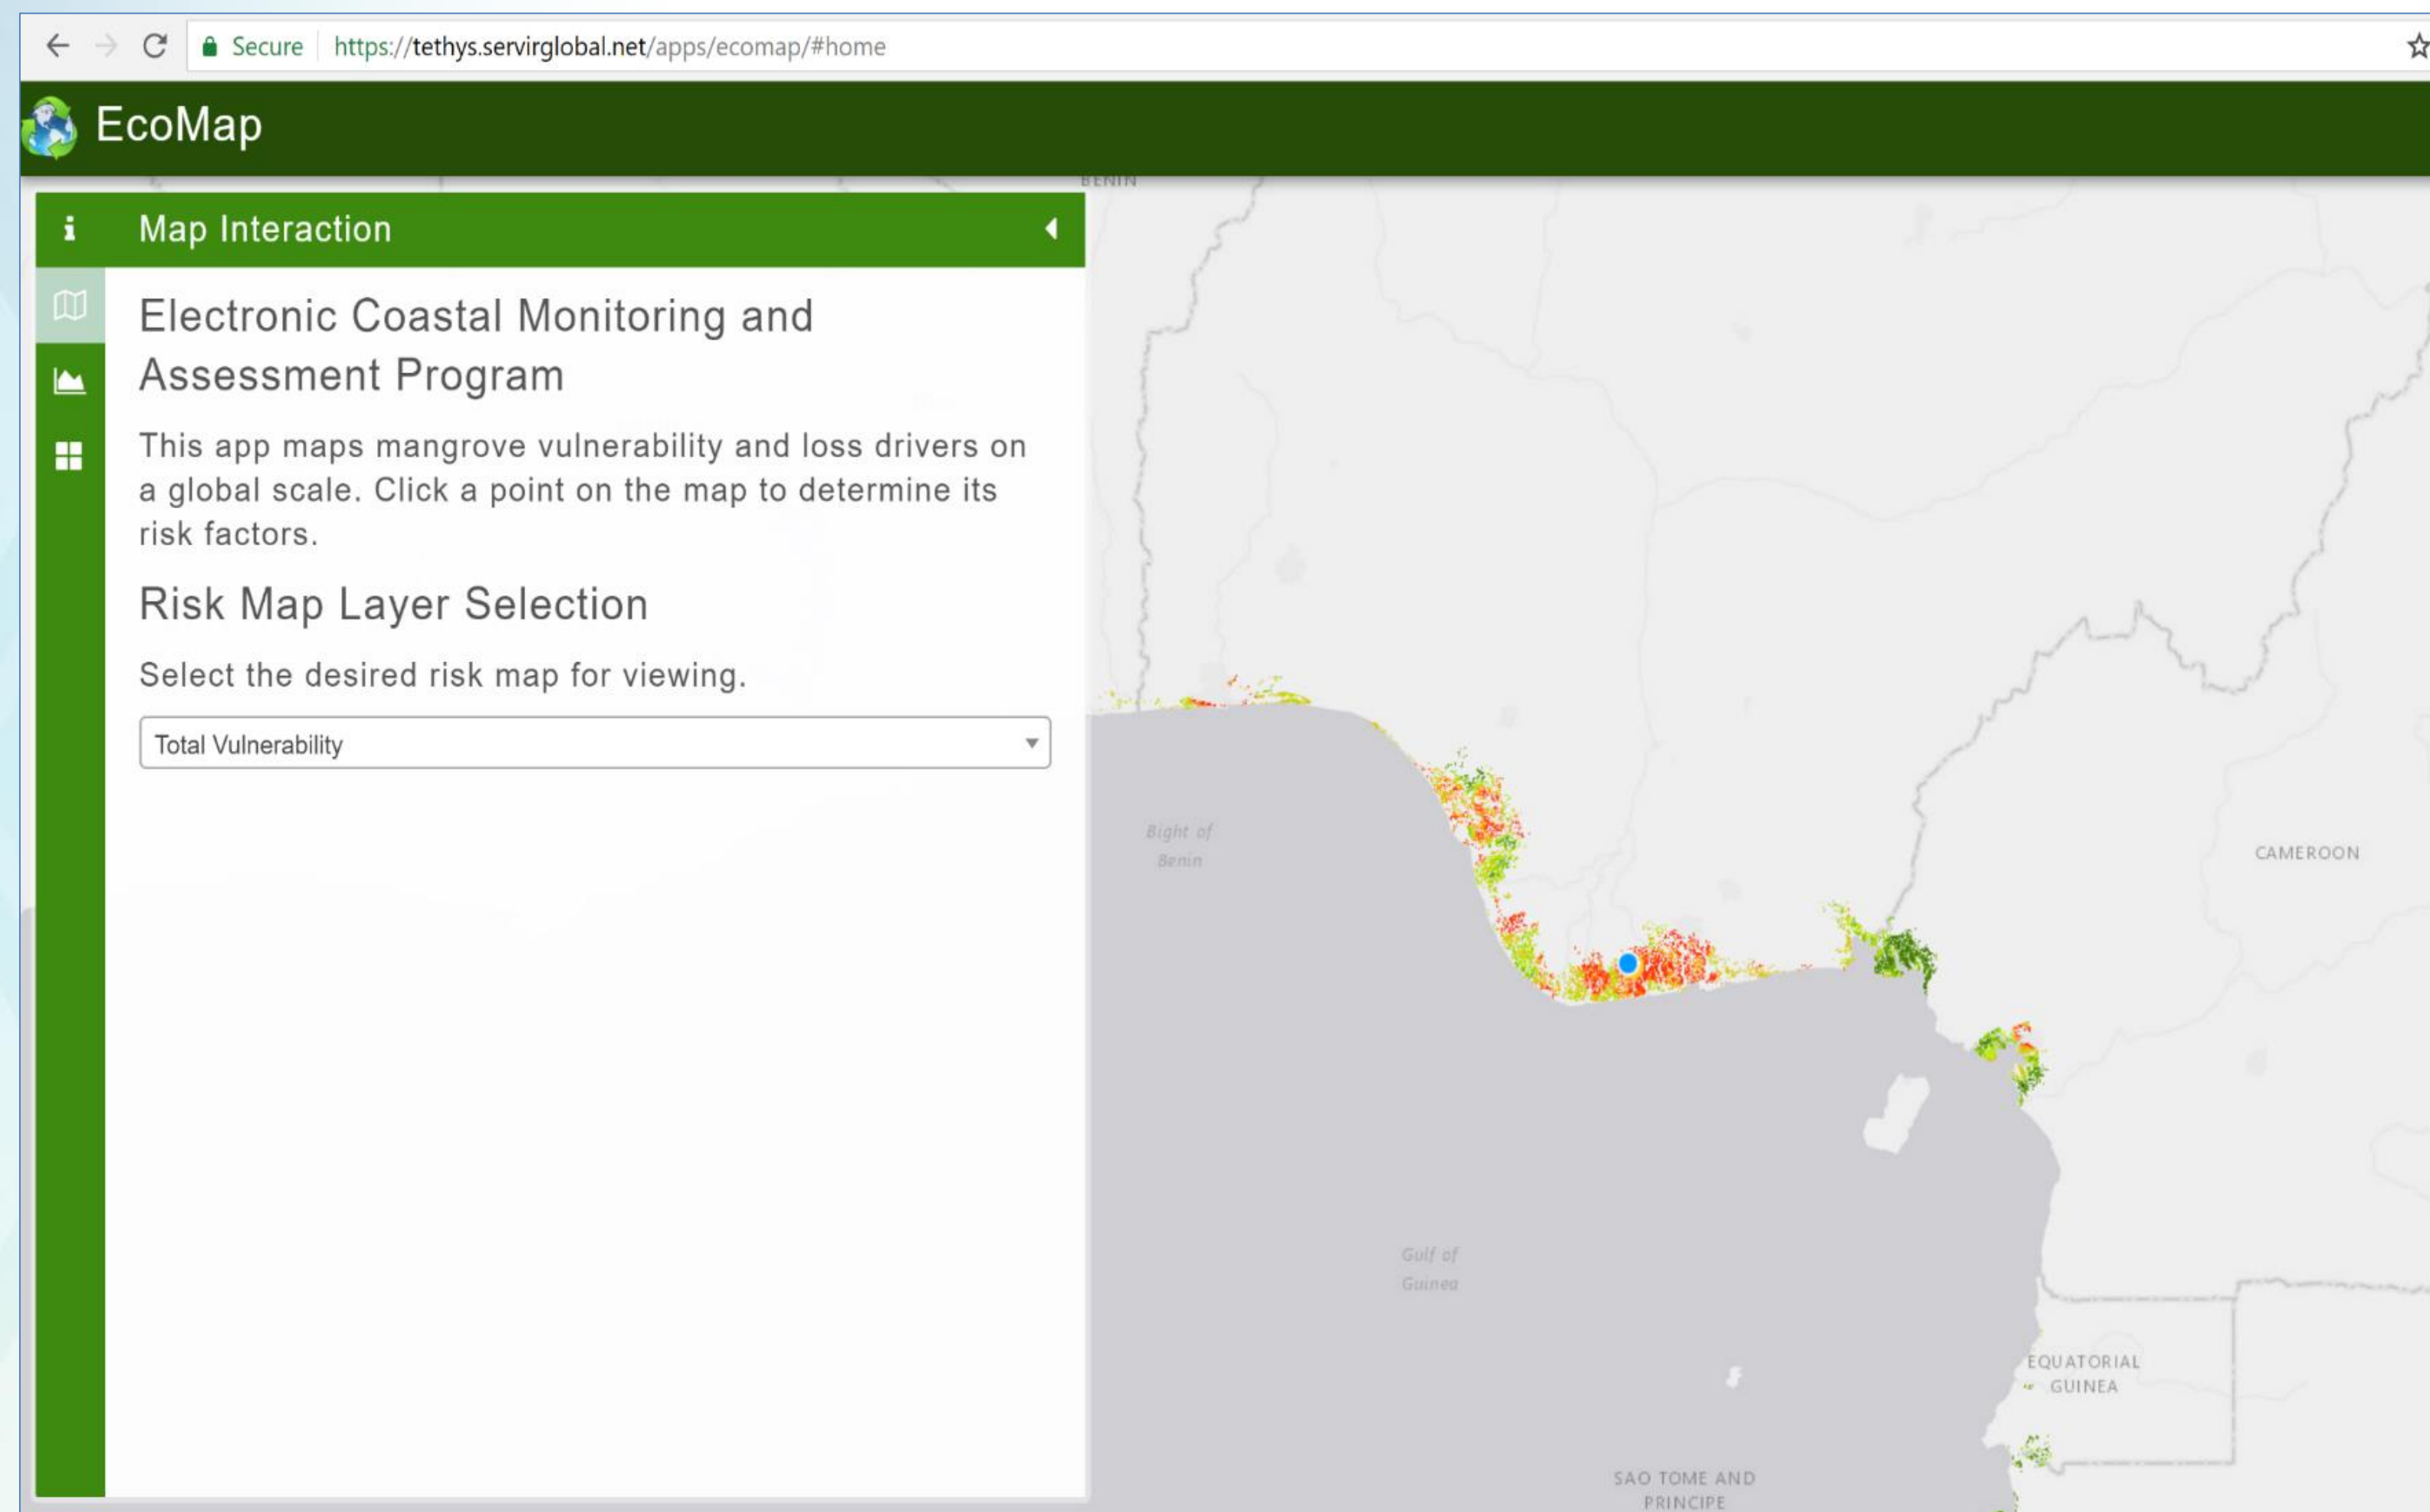 Secure https://tethys.servirglobal.net/apps/ecomap/#home
EcoMap
BENIN
Map Interaction
Electronic Coastal Monitoring and
Assessment Program
This app maps mangrove vulnerability and loss drivers on
a global scale. Click a point on the map to determine its
risk factors.
Risk Map Layer Selection
Select the desired risk map for viewing.
Total Vulnerability
Bight of
Benin
CAMEROON
Gulf of
Guinea
EQUATORIAL
GUINEA
SAO TOME AND
PRINCIPE